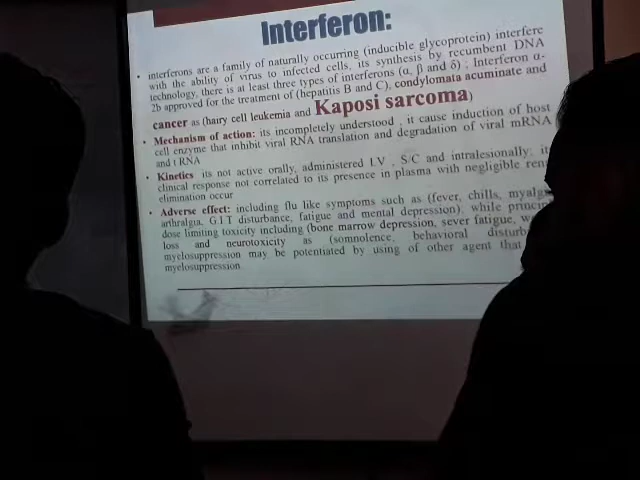 Interferon:
• interferons are a family of naturally occurring (inducible glycoprotein) interfere
with the ability of virus to infected cells, its synthesis by recumbent DNA
technology, there is at least three types of interferons (α, β and δ) ; Interferon α-
2b approved for the treatment of (hepatitis B and C), condylomata acuminate and
cancer as (hairy cell leukemia and Kaposi sarcoma)
• Mechanism of action: its incompletely understood , it cause induction of host
cell enzyme that inhibit viral RNA translation and degradation of viral mRNA
and t RNA
• Kinetics its not active orally, administered I.V , S/C and intralesionally;
clinical response not correlated to its presence in plasma with negligible
elimination occur
• Adverse effect: including flu like symptoms such as (fever, chills,
arthralgia, G.I.T disturbance, fatigue and mental depression), while
dose limiting toxicity including (bone marrow depression, sever fatigue,
loss and neurotoxicity as (somnolence, behavioral
myelosuppression may be potentiated by using of other agent that
myelosuppression